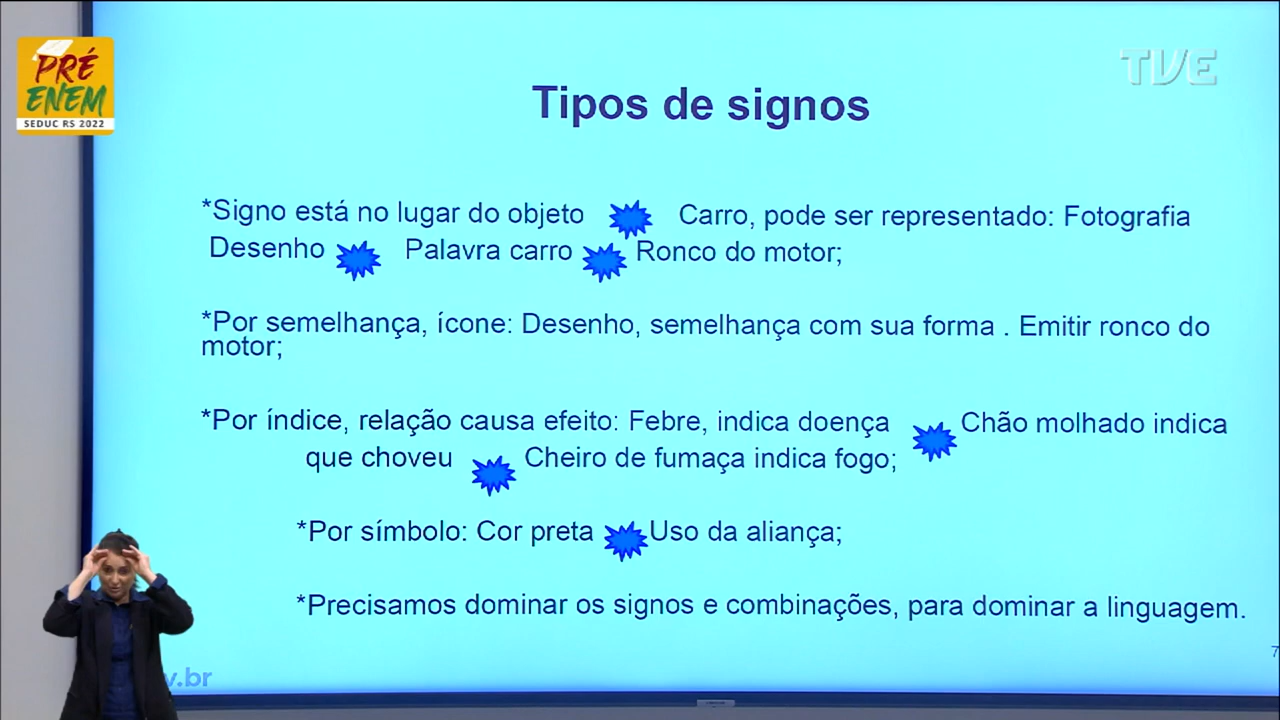 PRÉ
ENEM
SEDUC RS 2022
TVE
Tipos de signos
*Signo está no lugar do objeto Carro, pode ser representado: Fotografia
Desenho Palavra carro Ronco do motor;
*Por semelhança, ícone: Desenho, semelhança com sua forma . Emitir ronco do
motor;
*Por índice, relação causa efeito: Febre, indica doença Chão molhado indica
que choveu Cheiro de fumaça indica fogo;
*Por símbolo: Cor preta Uso da aliança;
*Precisamos dominar os signos e combinações, para dominar a linguagem.
7
v.br